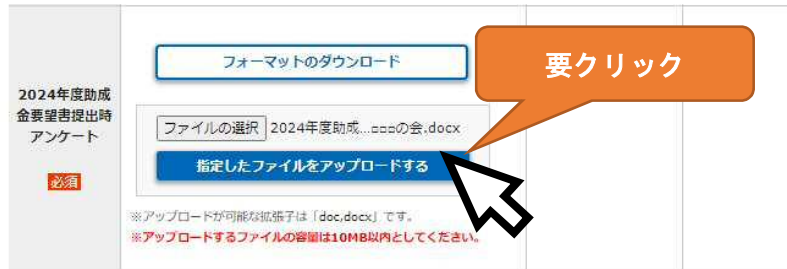 フォーマットのダウンロード
要クリック
2024年度助成
金要望書提出時
アンケート
必須
ファイルの選択 2024年度助成...□□□の会.docx
指定したファイルをアップロードする
※アップロードが可能な拡張子は「doc,docx」です。
※アップロードするファイルの容量は10MB以内としてください。